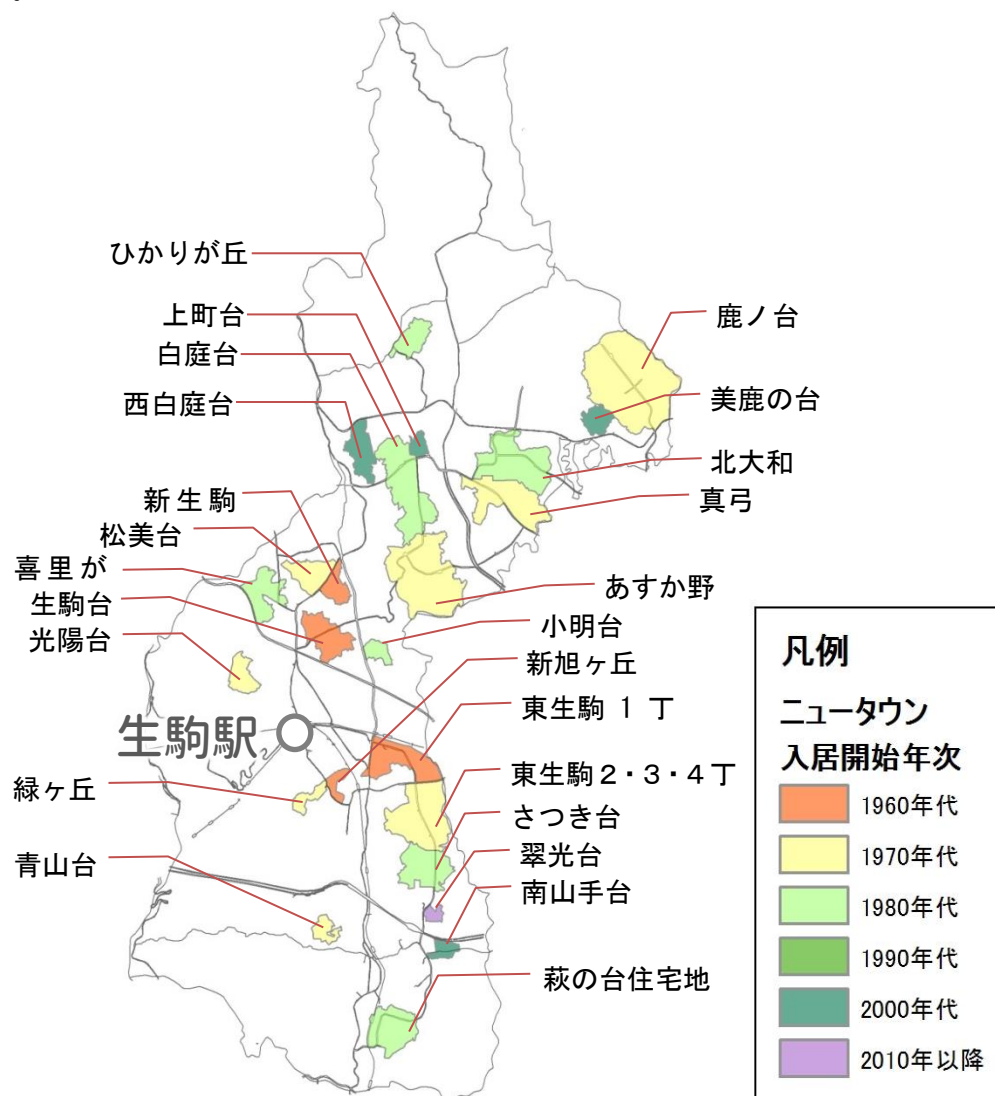 ひかりが丘
上町台
白庭台
西白庭台
新生駒
松美台
喜里が
生駒台
光陽台
生駒駅
緑ヶ丘
青山台
鹿ノ台
美鹿の台
北大和
真弓
あすか野
小明台
新旭ヶ丘
東生駒 1 丁
東生駒2・3・4丁
さつき台
翠光台
南山手台
萩の台住宅地
凡例
ニュータウン
入居開始年次
1960年代
1970年代
1980年代
1990年代
2000年代
2010年以降